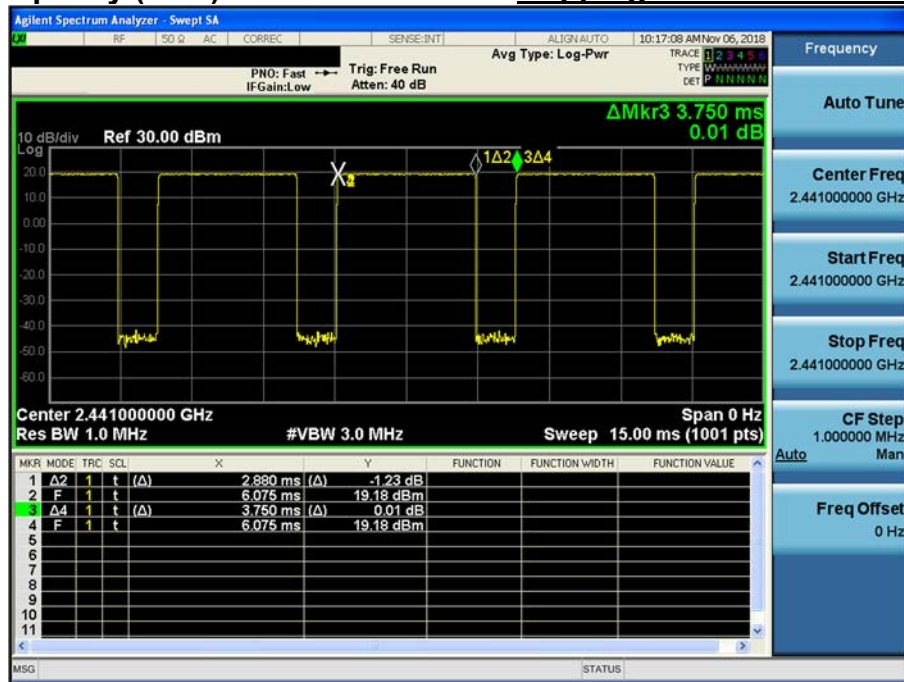 Agilent Spectrum Analyzer - Swept SA
LXI RF 50 Ω AC CORREC SENSE:INT ALIGN AUTO 10:17:08 AM Nov 06, 2018
PNO: Fast IFGain:Low
Trig: Free Run Atten: 40 dB
Avg Type: Log-Pwr
TRACE 1 2 3 4 5 6
TYPE
DET P N N N N N
ΔMkr3 3.750 ms
0.01 dB
10 dB/div Ref 30.00 dBm
Log
1Δ2 3Δ4
20.0
10.0
0.00
-10.0
-20.0
-30.0
-40.0
-50.0
-60.0
Center 2.441000000 GHz Span 0 Hz
Res BW 1.0 MHz #VBW 3.0 MHz Sweep 15.00 ms (1001 pts)
MKR MODE TRC SCL X Y FUNCTION FUNCTION WIDTH FUNCTION VALUE
1 Δ2 1 t (Δ) 2.880 ms (Δ) -1.23 dB
2 F 1 t 6.075 ms 19.18 dBm
3 Δ4 1 t (Δ) 3.750 ms (Δ) 0.01 dB
4 F 1 t 6.075 ms 19.18 dBm
5
6
7
8
9
10
11
MSG STATUS
Frequency
Auto Tune
Center Freq
2.441000000 GHz
Start Freq
2.441000000 GHz
Stop Freq
2.441000000 GHz
CF Step
1.000000 MHz
Auto Man
Freq Offset
0 Hz